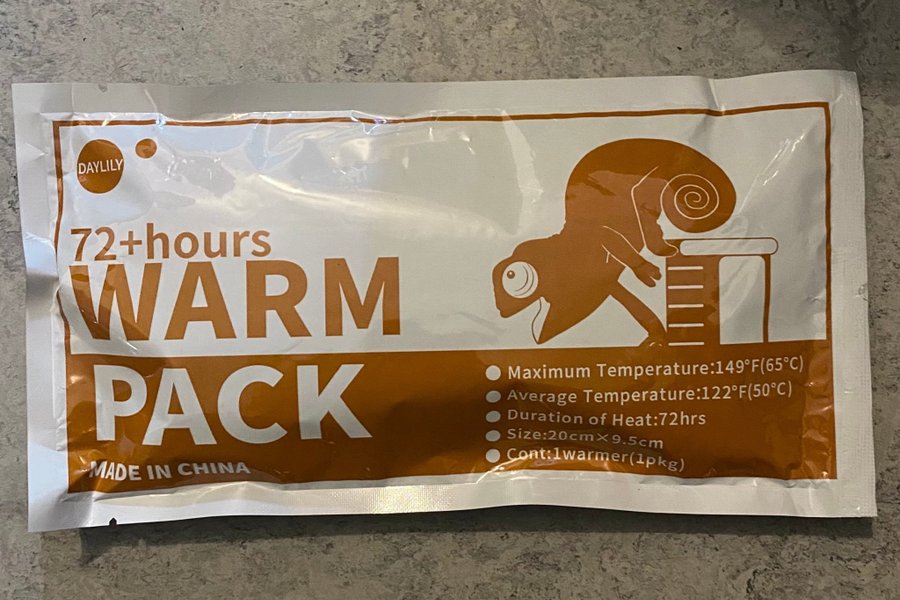 DAYLILY
72+hours
WARM
PACK
MADE IN CHINA
Maximum Temperature:149°F(65°C)
Average Temperature:122°F(50°C)
Duration of Heat:72hrs
Size:20cm×9.5cm
Cont:1warmer(1pkg)